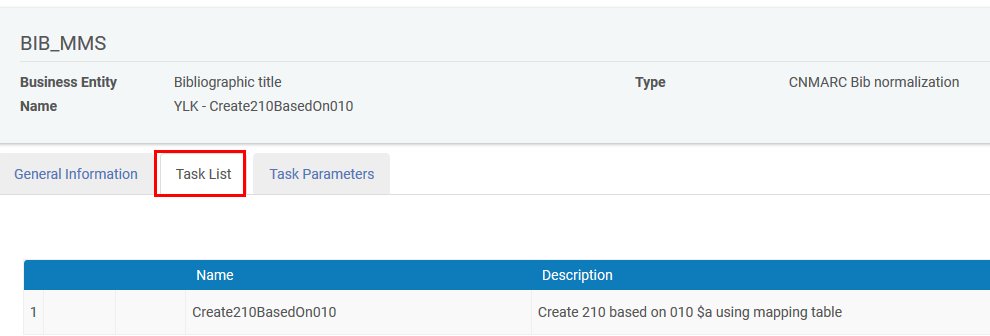 BIB_MMS
Business Entity Bibliographic title Type CNMARC Bib normalization
Name YLK - Create210BasedOn010
General Information Task List Task Parameters
Name Description
1 Create210BasedOn010 Create 210 based on 010 $a using mapping table